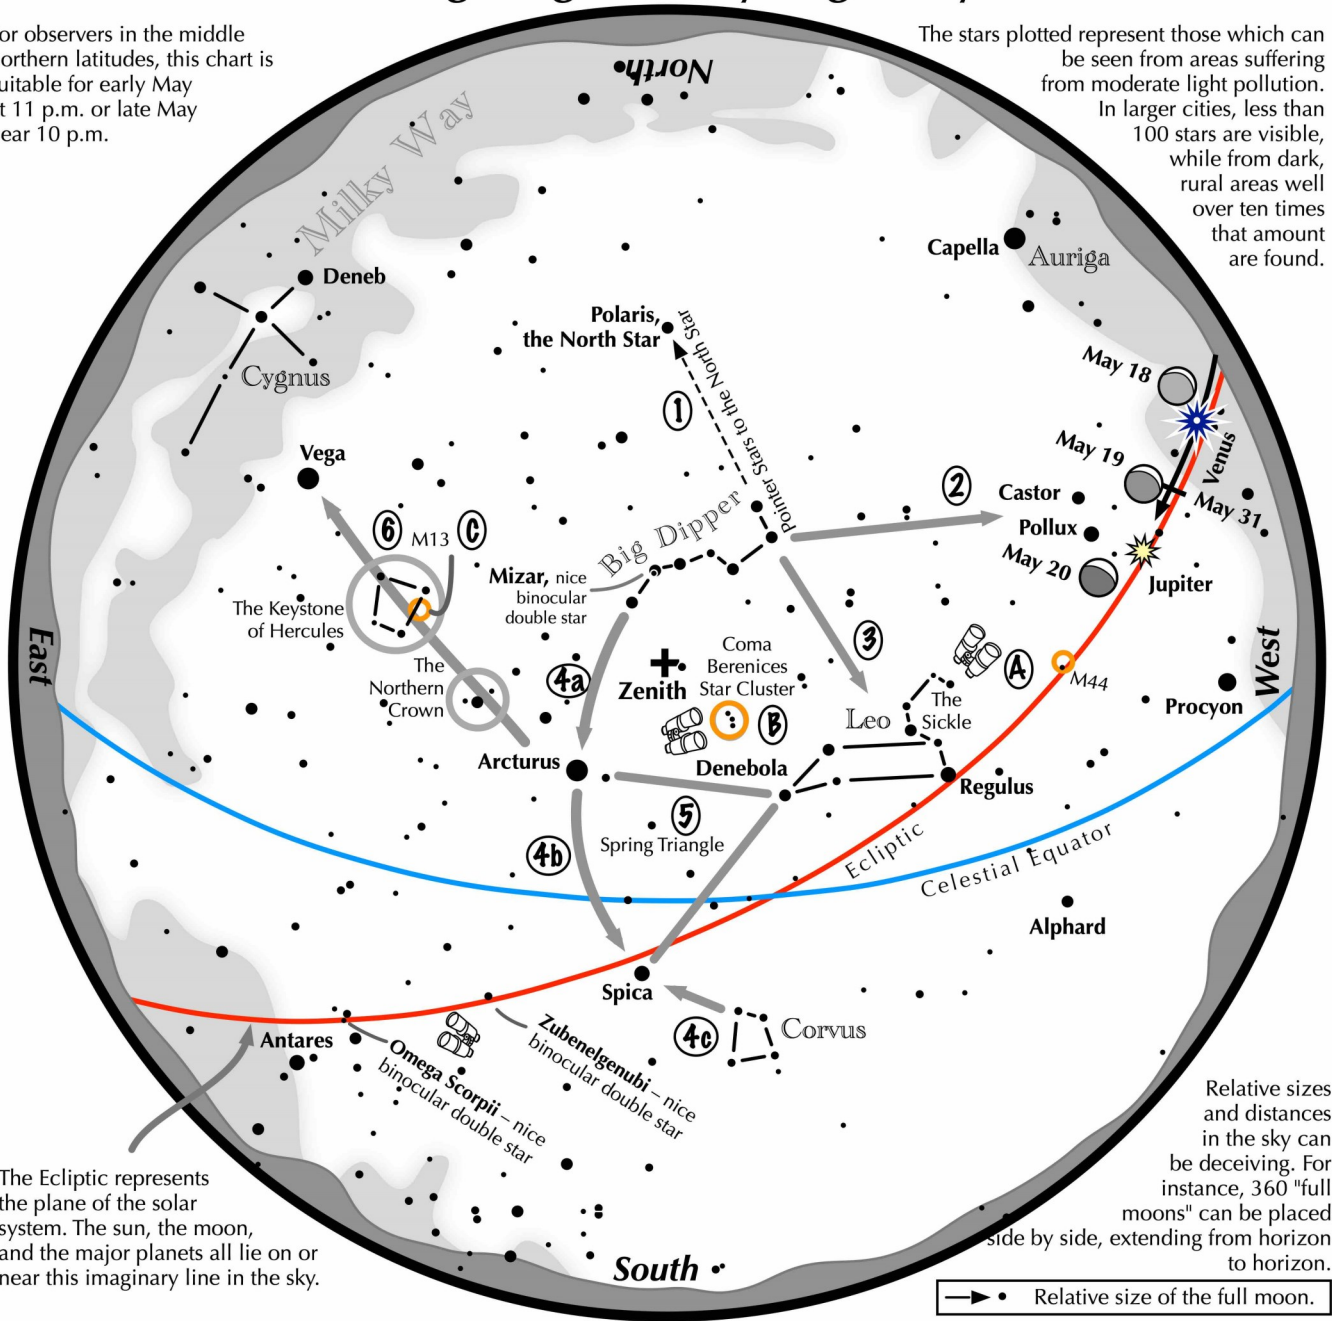 or observers in the middle
orthern latitudes, this chart is
uitable for early May
t 11 p.m. or late May
ear 10 p.m.
The stars plotted represent those which can
be seen from areas suffering
from moderate light pollution.
In larger cities, less than
100 stars are visible,
while from dark,
rural areas well
over ten times
that amount
are found.
North
Milky Way
Capella
Auriga
Deneb
Cygnus
Polaris,
the North Star
Pointer Stars to the North Star
1
May 18
Venus
May 19
May 31
Vega
2
Castor
Pollux
May 20
Jupiter
6
M13
C
Big Dipper
Mizar, nice
binocular
double star
The Keystone
of Hercules
3
East
West
The
Northern
Crown
4a
Zenith
Coma
Berenices
Star Cluster
B
A
M44
Leo
The
Sickle
Procyon
Arcturus
Denebola
Regulus
5
Spring Triangle
4b
Ecliptic
Celestial Equator
Alphard
Spica
4c
Corvus
Antares
Omega Scorpii – nice
binocular double star
Zubenelgenubi – nice
binocular double star
The Ecliptic represents
the plane of the solar
system. The sun, the moon,
and the major planets all lie on or
near this imaginary line in the sky.
South
Relative sizes
and distances
in the sky can
be deceiving. For
instance, 360 "full
moons" can be placed
side by side, extending from horizon
to horizon.
Relative size of the full moon.